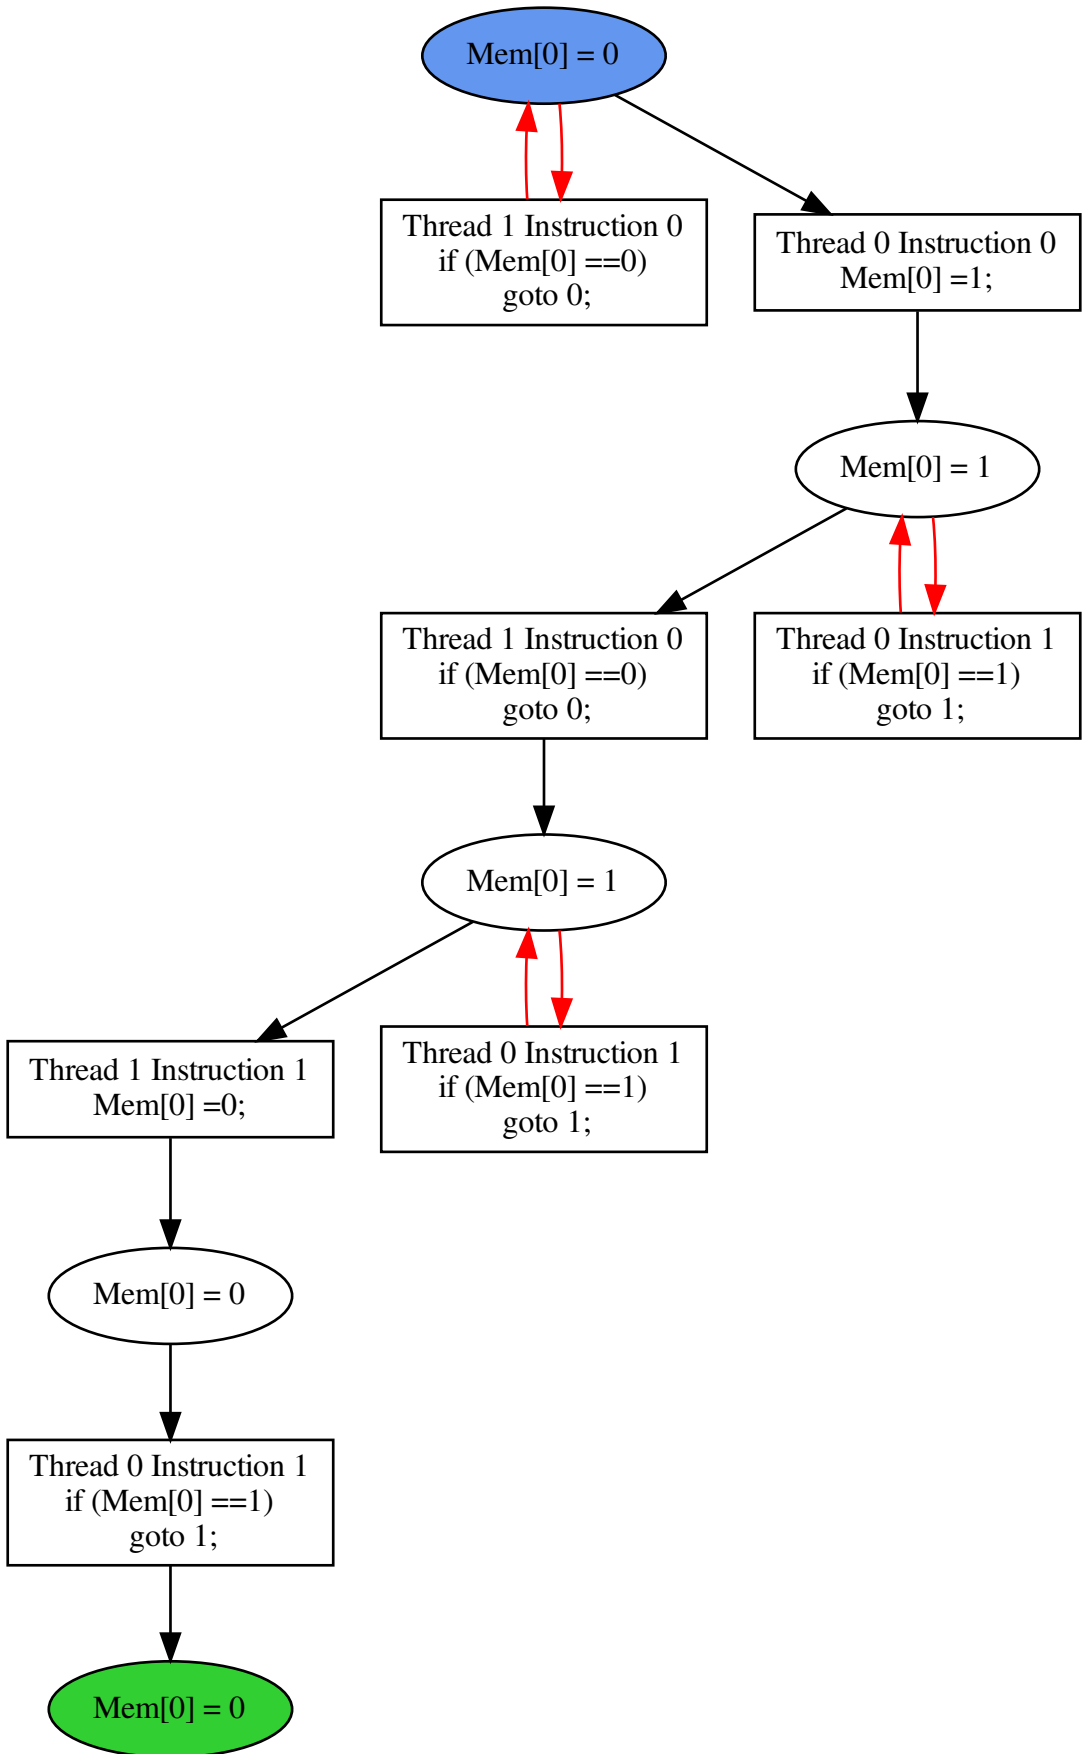 Mem[0] = 0
Thread 1 Instruction 0
if (Mem[0] ==0)
goto 0;
Thread 0 Instruction 0
Mem[0] =1;
Mem[0] = 1
Thread 1 Instruction 0
if (Mem[0] ==0)
goto 0;
Thread 0 Instruction 1
if (Mem[0] ==1)
goto 1;
Mem[0] = 1
Thread 1 Instruction 1
Mem[0] =0;
Thread 0 Instruction 1
if (Mem[0] ==1)
goto 1;
Mem[0] = 0
Thread 0 Instruction 1
if (Mem[0] ==1)
goto 1;
Mem[0] = 0